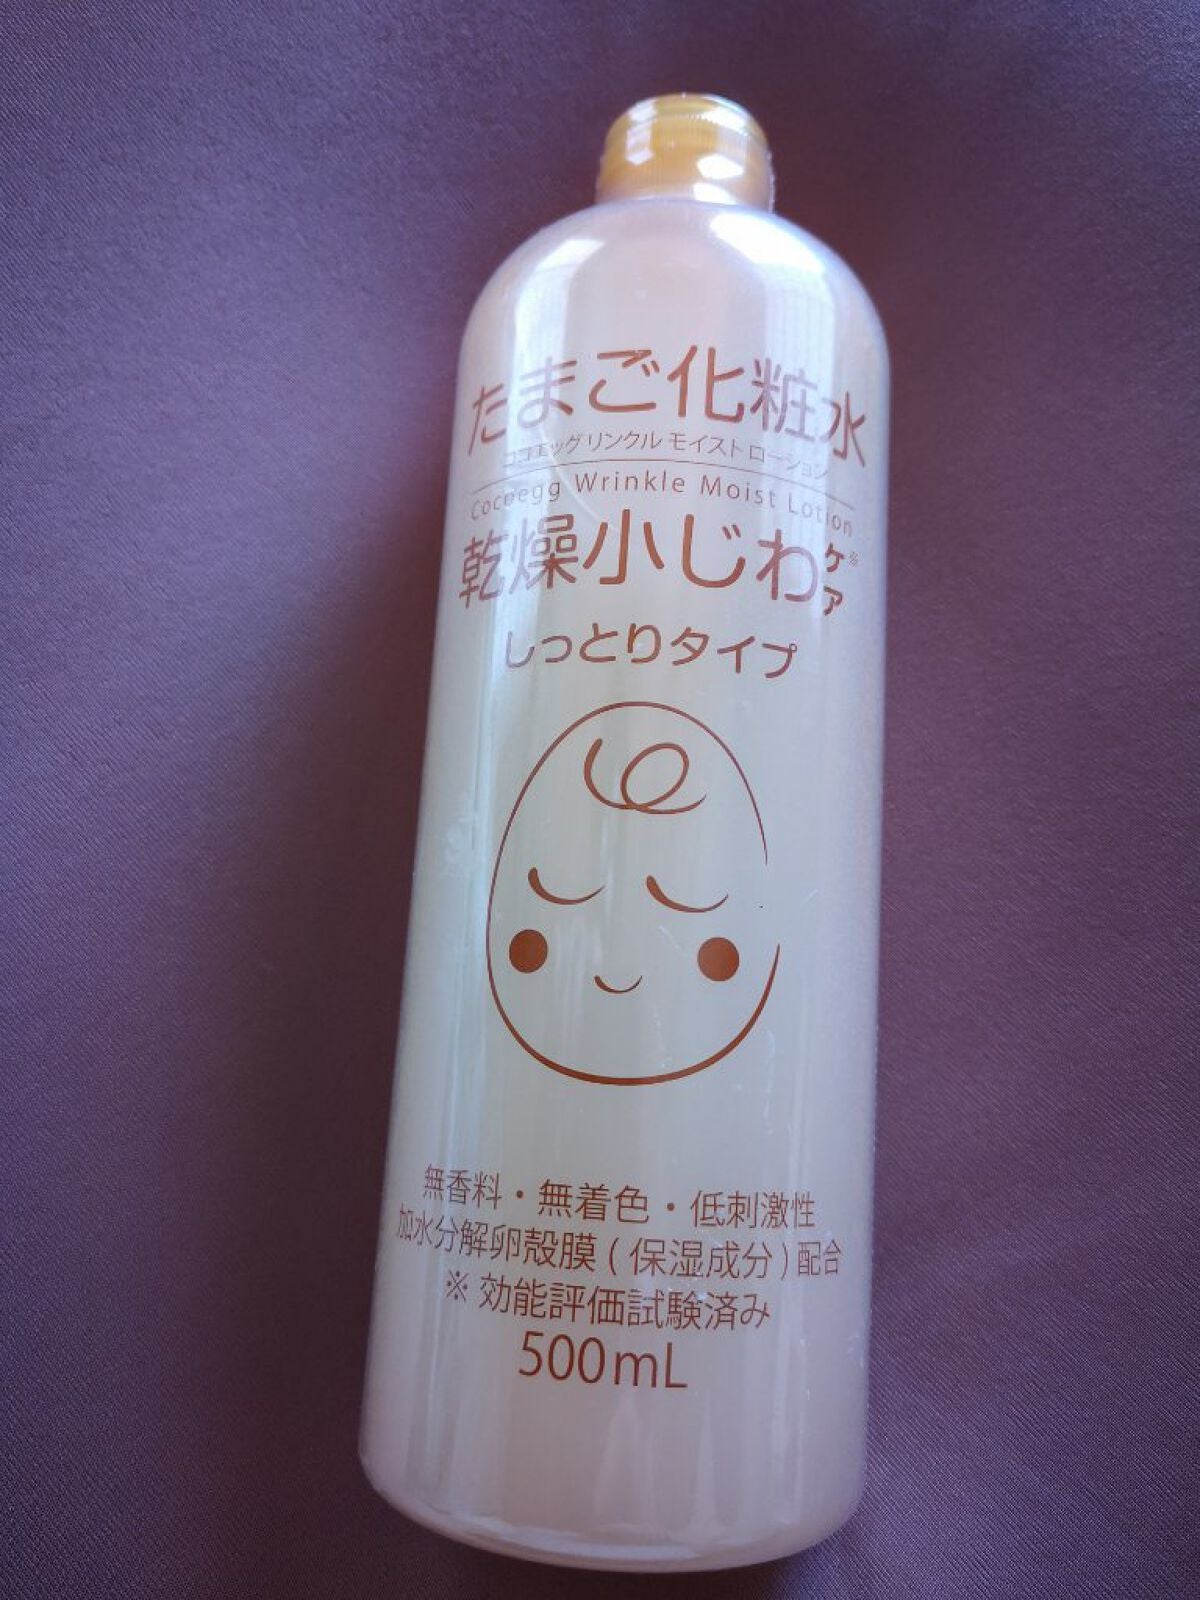 たまご化粧水
ココエッグ リンクル モイスト ローション
Cocoegg Wrinkle Moist Lotion
乾燥小じわケア※
しっとりタイプ
無香料・無着色・低刺激性
加水分解卵殻膜(保湿成分)配合
※効能評価試験済み
500mL